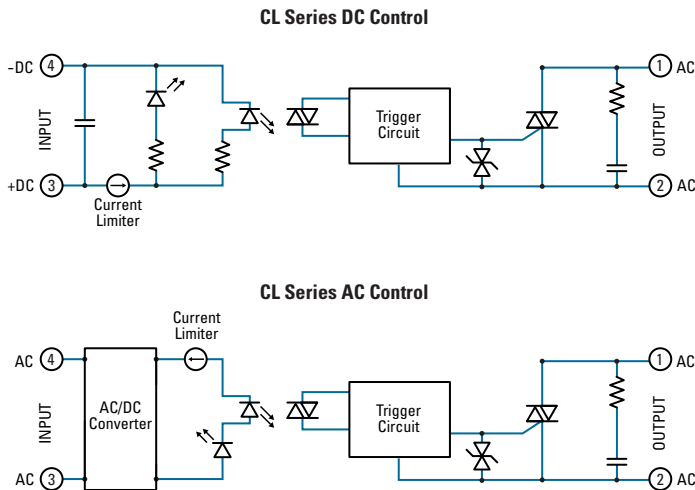 CL Series DC Control
-DC 4
INPUT
+DC 3
Current
Limiter
Trigger
Circuit
1 AC
OUTPUT
2 AC
CL Series AC Control
Current
Limiter
AC 4
INPUT
AC 3
AC/DC
Converter
Trigger
Circuit
1 AC
OUTPUT
2 AC